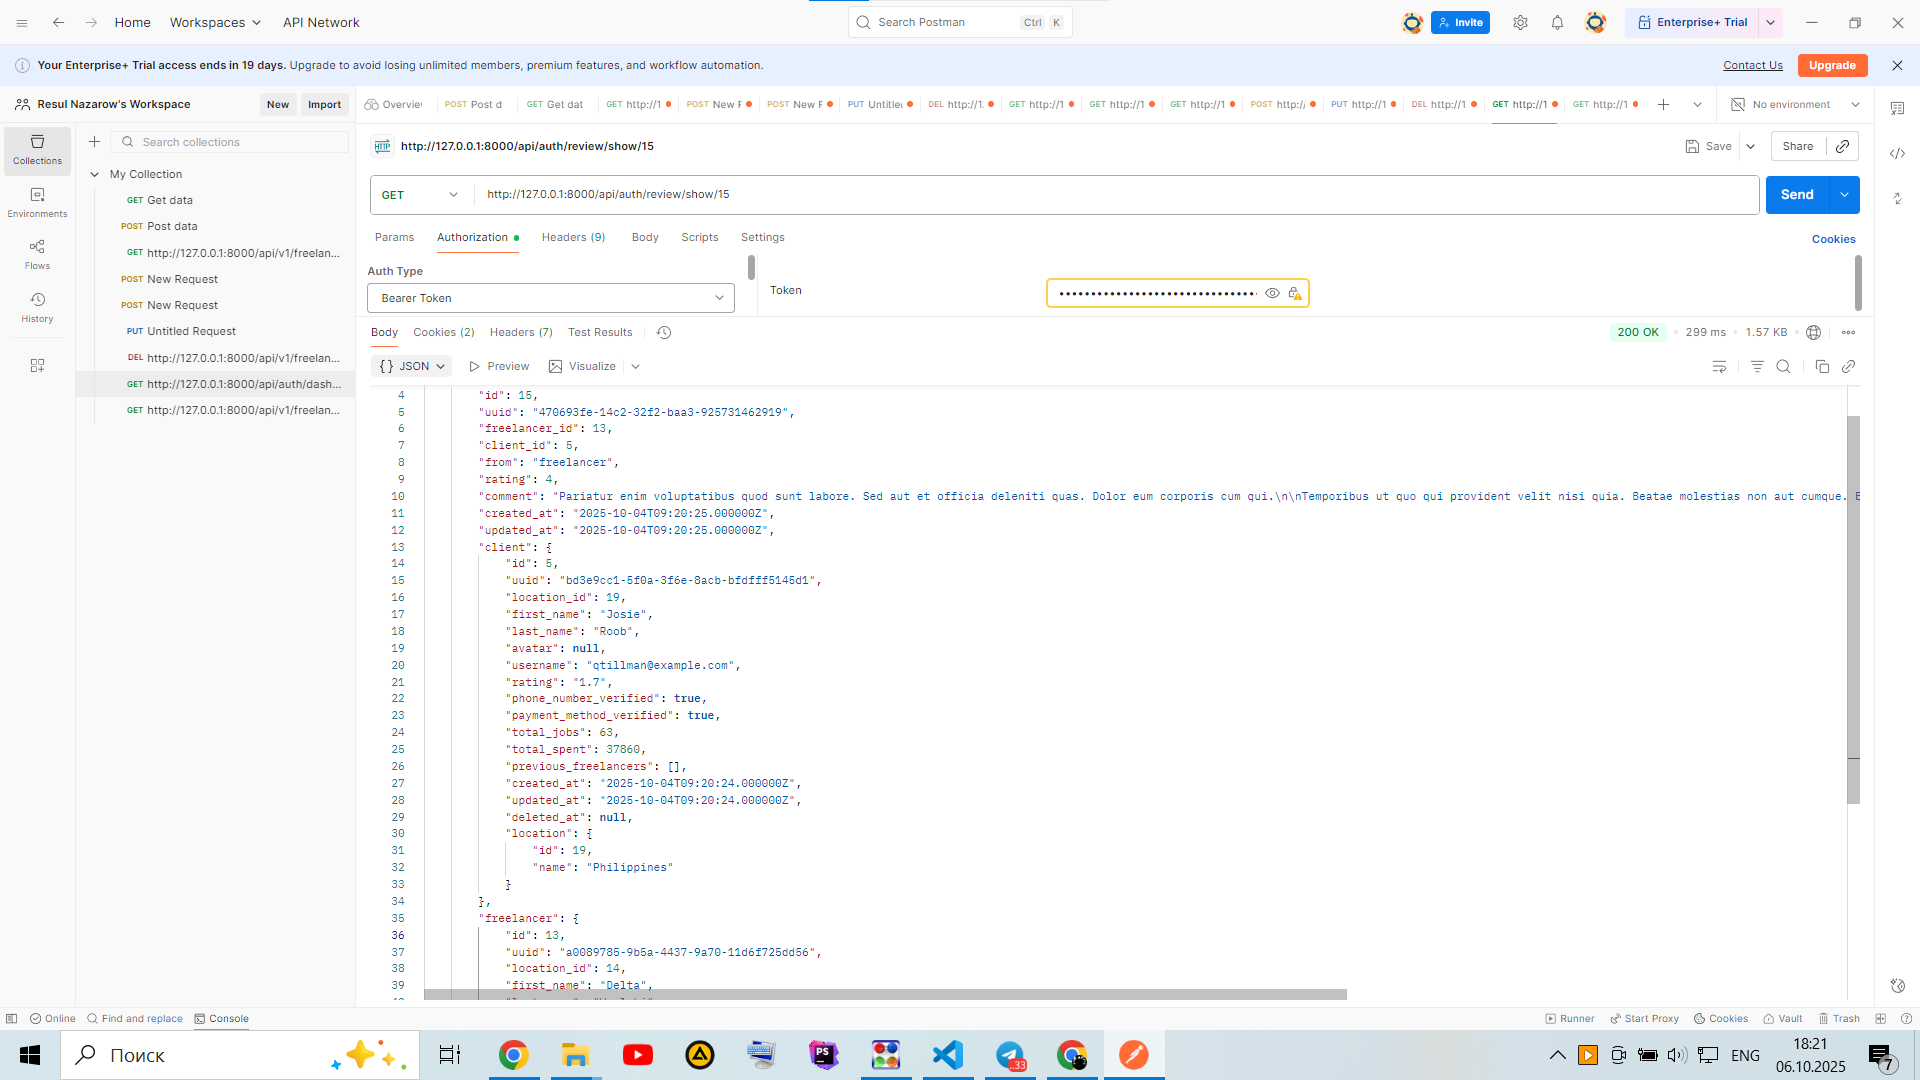 Home
Workspaces
API Network
Search Postman
Ctrl K
Invite
Enterprise+ Trial
Your Enterprise+ Trial access ends in 19 days. Upgrade to avoid losing unlimited members, premium features, and workflow automation.
Contact Us
Upgrade
Resul Nazarow's Workspace
New
Import
Overvie
POST Post d
GET Get dat
GET http://1
POST New F
POST New F
PUT Untitle
DEL http://1.
GET http://1
GET http://1
GET http://1
POST http:/
PUT http://1
DEL http://1.
GET http://1
GET http://1
No environment
Collections
Environments
Flows
History
Search collections
My Collection
GET Get data
POST Post data
GET http://127.0.0.1:8000/api/v1/freelan...
POST New Request
POST New Request
PUT Untitled Request
DEL http://127.0.0.1:8000/api/v1/freelan...
GET http://127.0.0.1:8000/api/auth/dash...
GET http://127.0.0.1:8000/api/v1/freelan...
HTTP http://127.0.0.1:8000/api/auth/review/show/15
Save
Share
GET
http://127.0.0.1:8000/api/auth/review/show/15
Send
Params
Authorization
Headers (9)
Body
Scripts
Settings
Cookies
Auth Type
Bearer Token
Token
Body
Cookies (2)
Headers (7)
Test Results
200 OK
299 ms
1.57 KB
{} JSON
Preview
Visualize
4 "id": 15,
5 "uuid": "470693fe-14c2-32f2-baa3-925731462919",
6 "freelancer_id": 13,
7 "client_id": 5,
8 "from": "freelancer",
9 "rating": 4,
10 "comment": "Pariatur enim voluptatibus quod sunt labore. Sed aut et officia deleniti quas. Dolor eum corporis cum qui.\n\nTemporibus ut quo qui provident velit nisi quia. Beatae molestias non aut cumque. E
11 "created_at": "2025-10-04T09:20:25.000000Z",
12 "updated_at": "2025-10-04T09:20:25.000000Z",
13 "client": {
14 "id": 5,
15 "uuid": "bd3e9cc1-5f0a-3f6e-8acb-bfdfff5145d1",
16 "location_id": 19,
17 "first_name": "Josie",
18 "last_name": "Roob",
19 "avatar": null,
20 "username": "qtillman@example.com",
21 "rating": "1.7",
22 "phone_number_verified": true,
23 "payment_method_verified": true,
24 "total_jobs": 63,
25 "total_spent": 37860,
26 "previous_freelancers": [],
27 "created_at": "2025-10-04T09:20:24.000000Z",
28 "updated_at": "2025-10-04T09:20:24.000000Z",
29 "deleted_at": null,
30 "location": {
31 "id": 19,
32 "name": "Philippines"
33 }
34 },
35 "freelancer": {
36 "id": 13,
37 "uuid": "a0089785-9b5a-4437-9a70-11d6f725dd56",
38 "location_id": 14,
39 "first_name": "Delta",
Online
Find and replace
Console
Runner
Start Proxy
Cookies
Vault
Trash
Поиск
PS
..33
ENG
18:21
06.10.2025
7